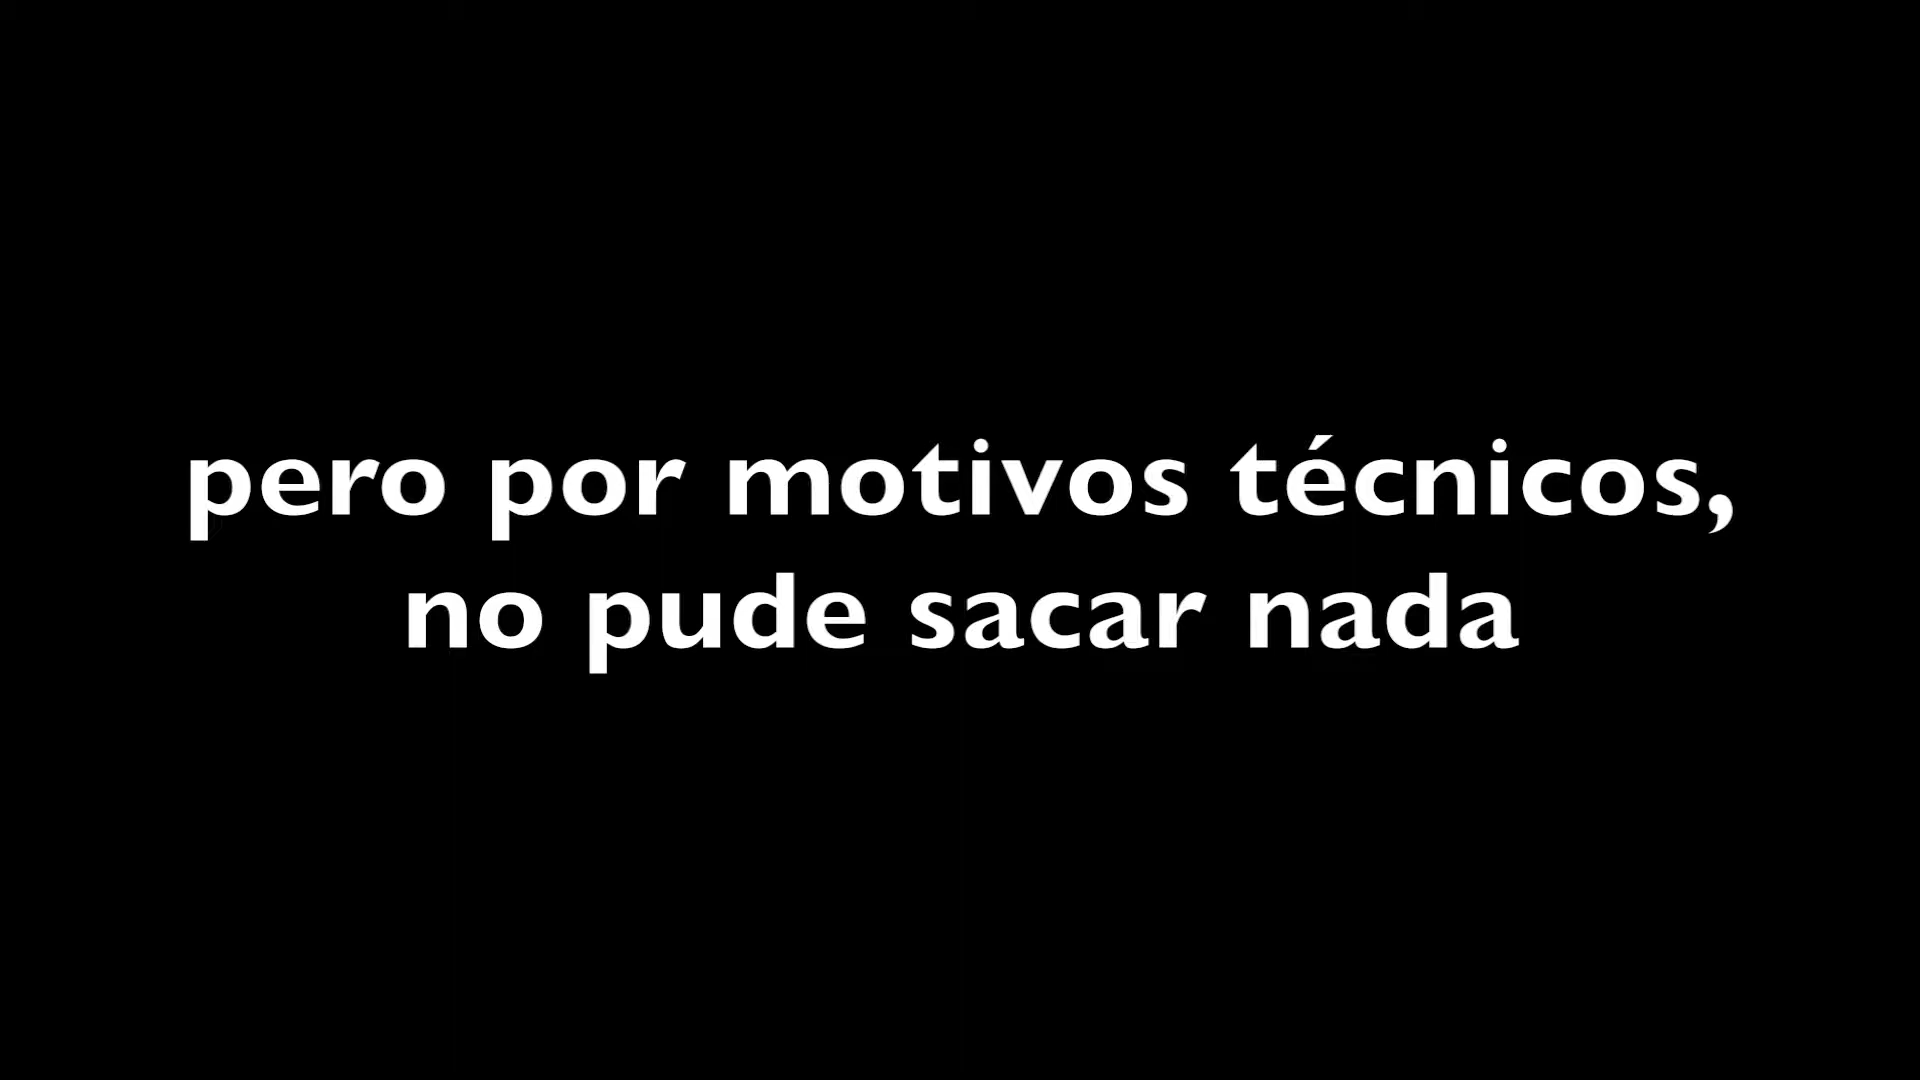 pero por motivos técnicos,
no pude sacar nada